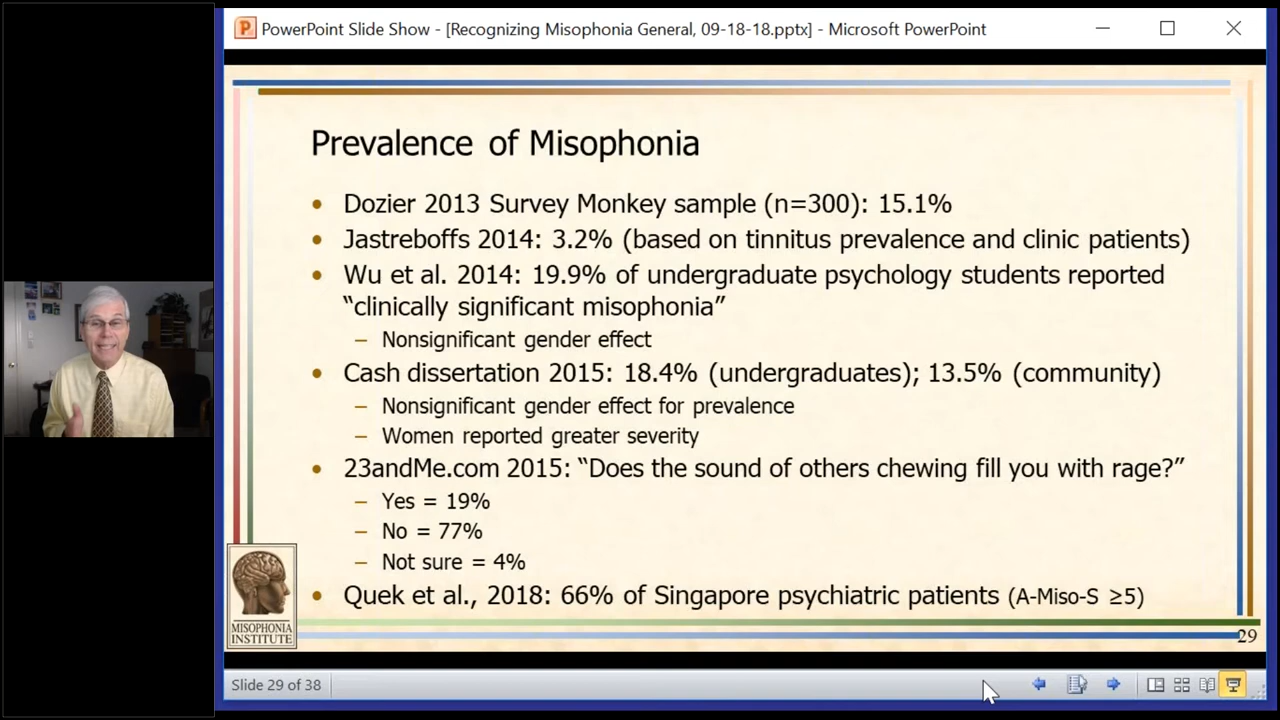 PowerPoint Slide Show - [Recognizing Misophonia General, 09-18-18.pptx] - Microsoft PowerPoint
Prevalence of Misophonia
• Dozier 2013 Survey Monkey sample (n=300): 15.1%
• Jastreboffs 2014: 3.2% (based on tinnitus prevalence and clinic patients)
• Wu et al. 2014: 19.9% of undergraduate psychology students reported
“clinically significant misophonia”
– Nonsignificant gender effect
• Cash dissertation 2015: 18.4% (undergraduates); 13.5% (community)
– Nonsignificant gender effect for prevalence
– Women reported greater severity
• 23andMe.com 2015: “Does the sound of others chewing fill you with rage?”
– Yes = 19%
– No = 77%
– Not sure = 4%
• Quek et al., 2018: 66% of Singapore psychiatric patients (A-Miso-S ≥5)
MISOPHONIA
INSTITUTE
29
Slide 29 of 38